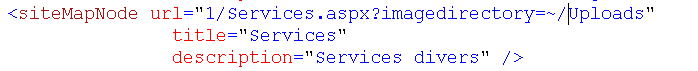 <siteMapNode url="1/Services.aspx?imagedirectory=~/Uploads"
title="Services"
description="Services divers" />